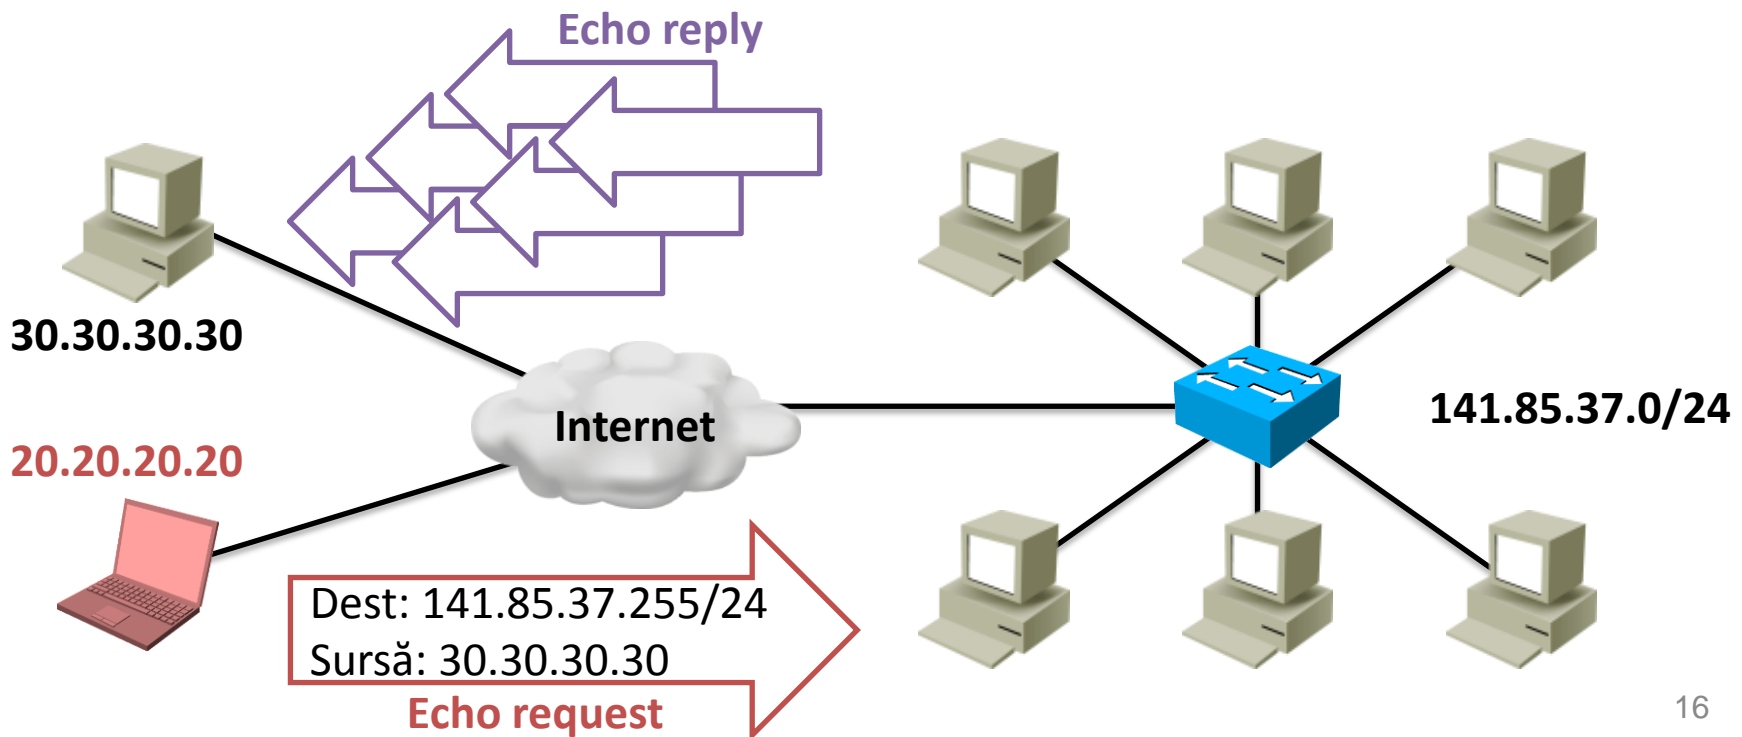 Echo reply
30.30.30.30
Internet
141.85.37.0/24
20.20.20.20
Dest: 141.85.37.255/24
Sursă: 30.30.30.30
Echo request
16